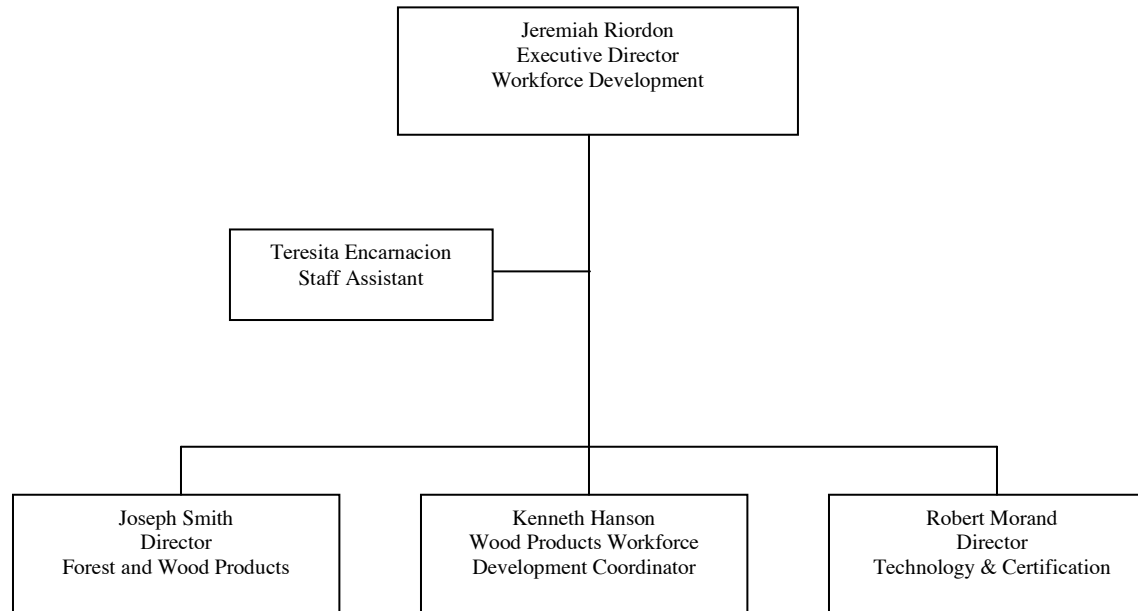 Jeremiah Riordon
Executive Director
Workforce Development
Teresita Encarnacion
Staff Assistant
Joseph Smith
Director
Forest and Wood Products
Kenneth Hanson
Wood Products Workforce
Development Coordinator
Robert Morand
Director
Technology & Certification